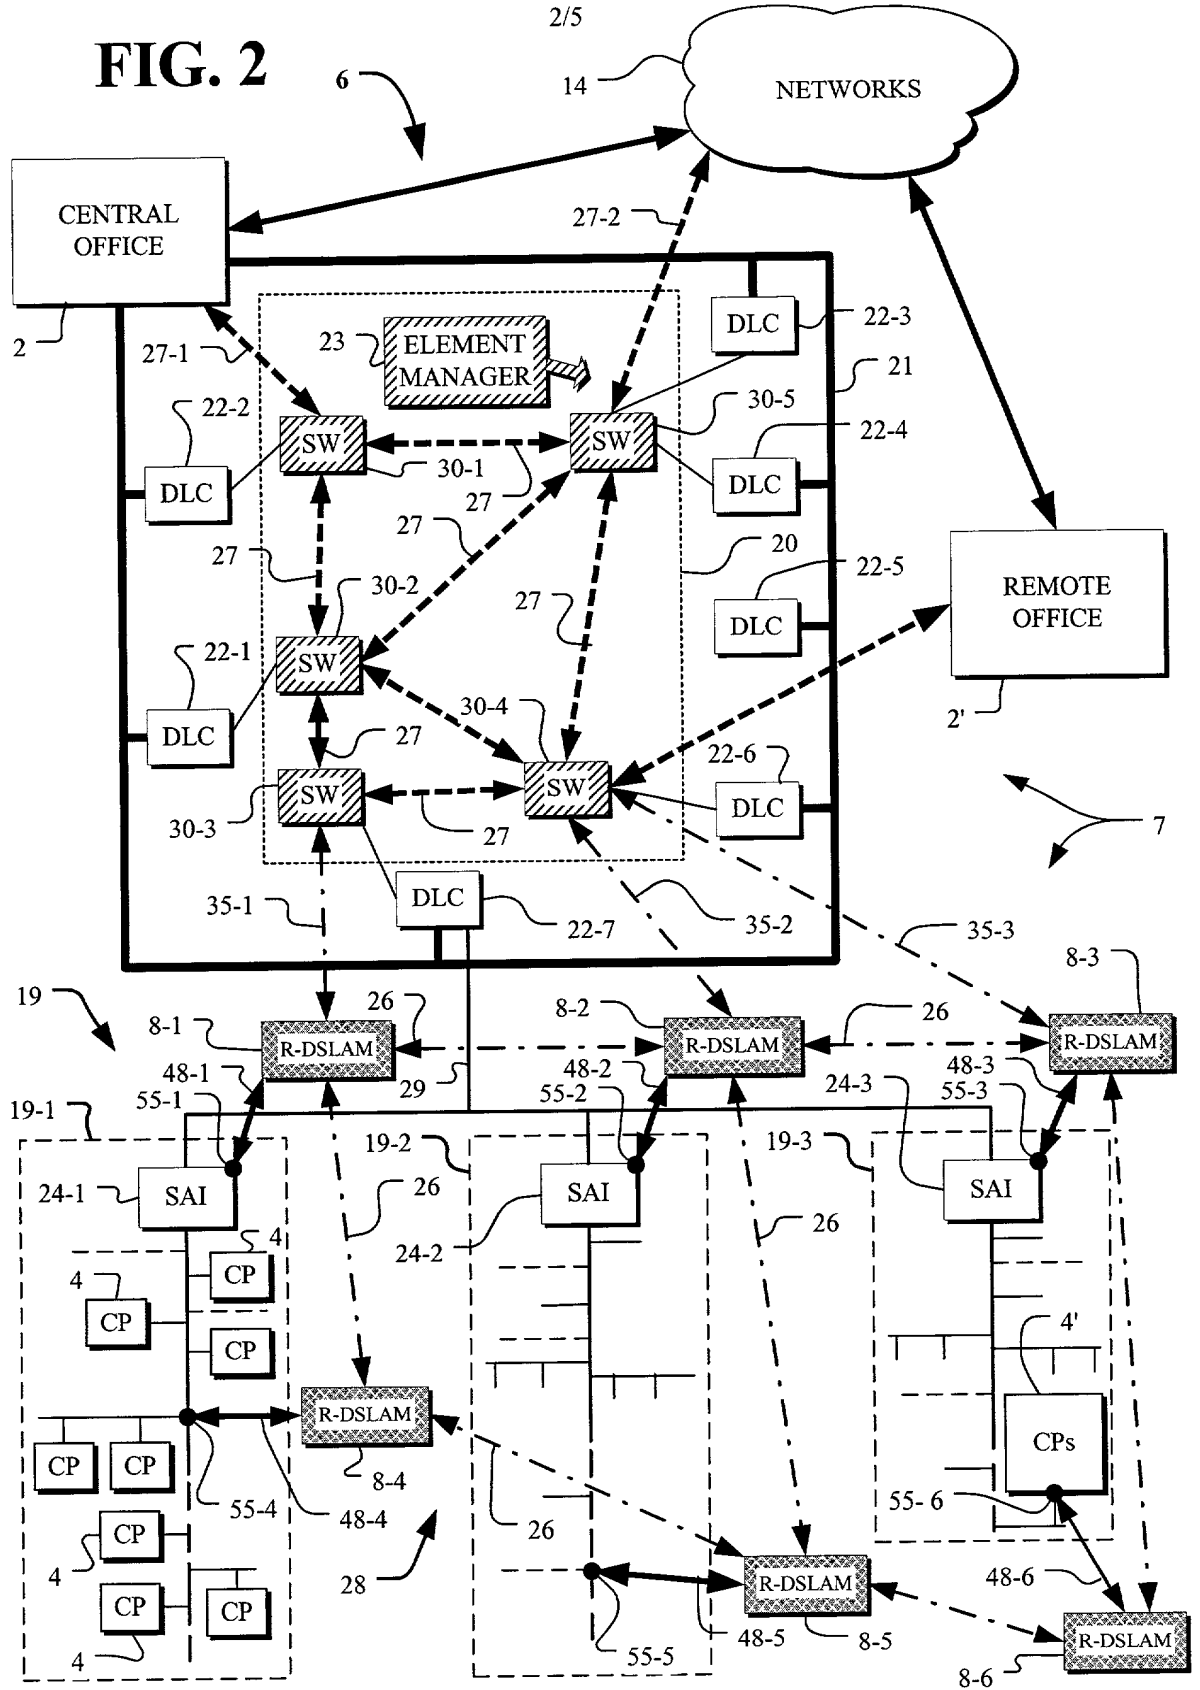 2/5
FIG. 2
6
14
NETWORKS
CENTRAL
OFFICE
27-2
2
27-1
23
ELEMENT
MANAGER
DLC
22-3
21
22-2
SW
SW
30-5
22-4
DLC
30-1
27
DLC
27
27
30-2
20
22-5
REMOTE
OFFICE
27
DLC
22-1
SW
2'
DLC
30-4
27
22-6
SW
SW
DLC
30-3
27
7
35-1
DLC
22-7
35-2
35-3
8-3
19
26
8-2
26
8-1
R-DSLAM
R-DSLAM
R-DSLAM
48-1
29
48-2
48-3
55-1
55-2
24-3
55-3
19-1
19-2
19-3
24-1
SAI
SAI
SAI
26
26
24-2
4
CP
4
CP
CP
4'
R-DSLAM
CPs
CP
CP
8-4
55-4
48-4
26
55-6
CP
4
28
48-6
R-DSLAM
CP
CP
4
55-5
48-5
8-5
R-DSLAM
8-6